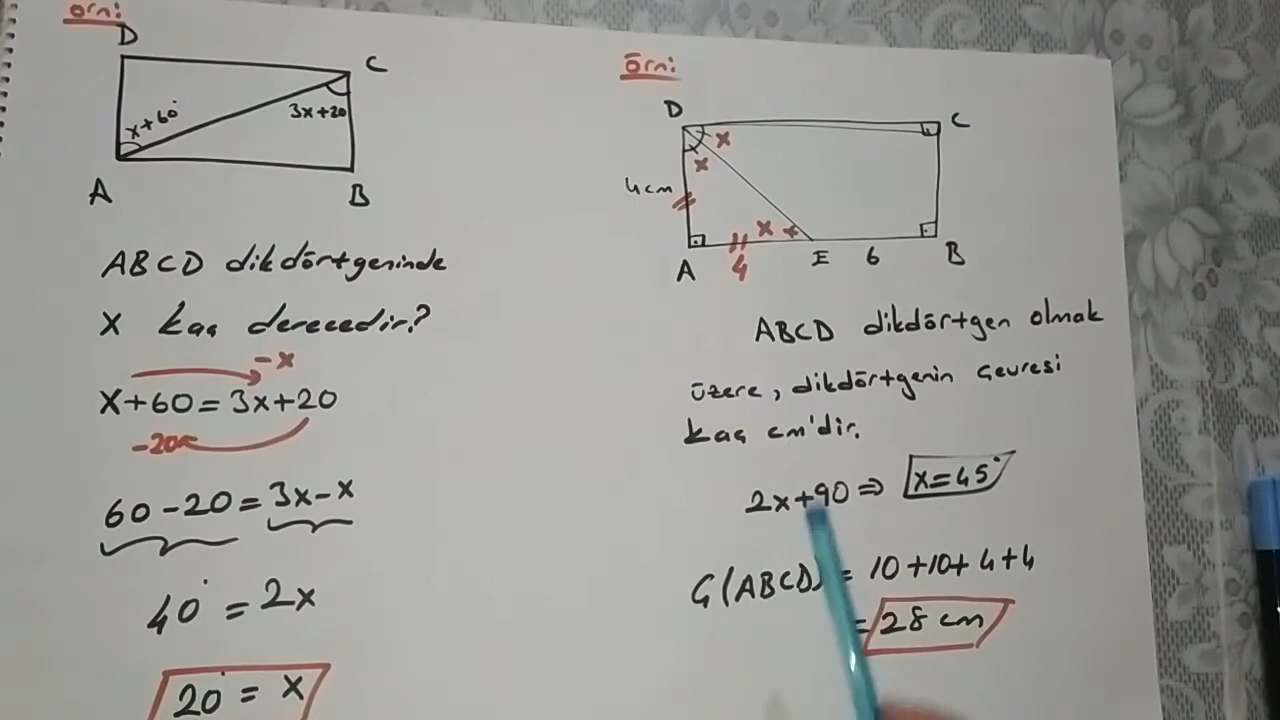 örn:
D
C
x+60°
3x+20
A
B
ABCD dikdörtgeninde
x kaç derecedir?
-x
x+60=3x+20
-20
60-20=3x-x
40°=2x
20°=x
Örn:
D
C
x
x
4cm
x
A
4
E
6
B
ABCD dikdörtgen olmak
üzere, dikdörtgenin çevresi
kaç cm'dir.
2x+90⇒ x=45°
Ç(ABCD)= 10+10+4+4
=28 cm